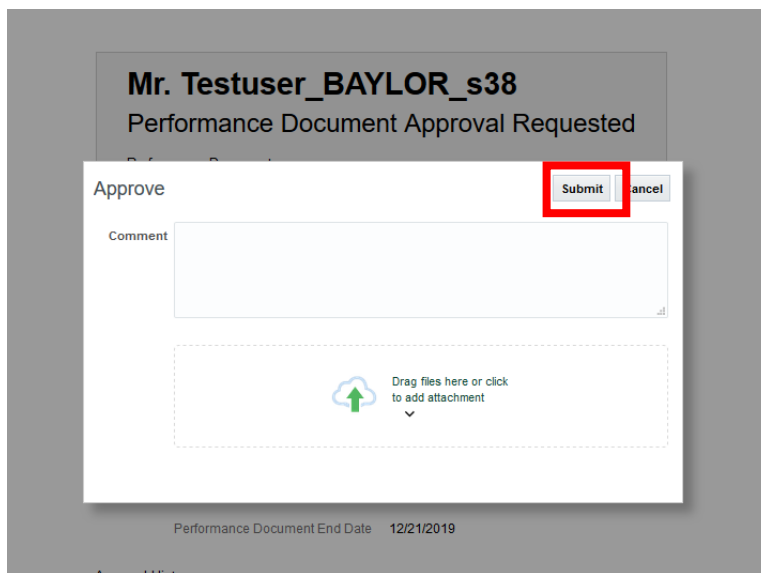 Mr. Testuser_BAYLOR_s38
Performance Document Approval Requested
Approve
Submit
Cancel
Comment
Drag files here or click
to add attachment
Performance Document End Date 12/21/2019